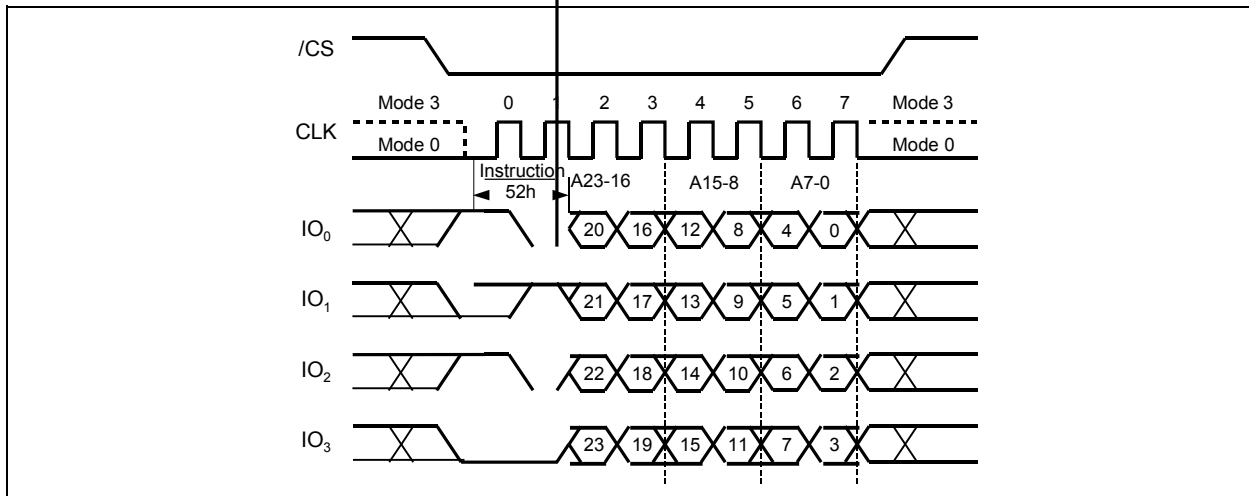 /CS
Mode 3 0 1 2 3 4 5 6 7 Mode 3
CLK
Mode 0 Mode 0
Instruction
52h
A23-16 A15-8 A7-0
IO0 20 16 12 8 4 0
IO1 21 17 13 9 5 1
IO2 22 18 14 10 6 2
IO3 23 19 15 11 7 3